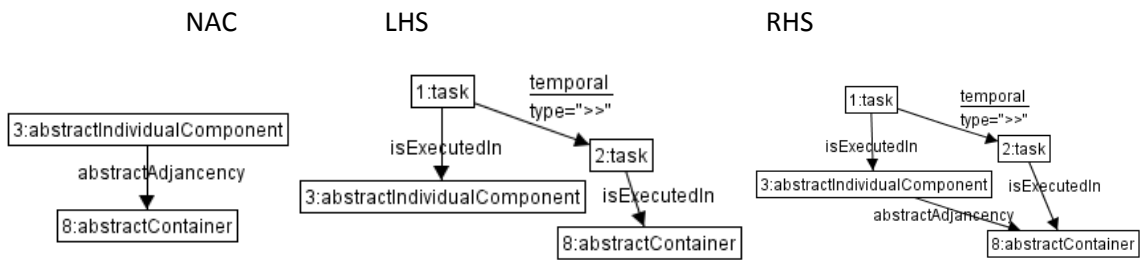 NAC
LHS
RHS
3:abstractIndividualComponent
abstractAdjancency
8:abstractContainer
1:task
temporal
type=">>"
isExecutedIn
2:task
3:abstractIndividualComponent
isExecutedIn
8:abstractContainer
1:task
temporal
type=">>"
isExecutedIn
2:task
3:abstractIndividualComponent
isExecutedIn
abstractAdjancency
8:abstractContainer